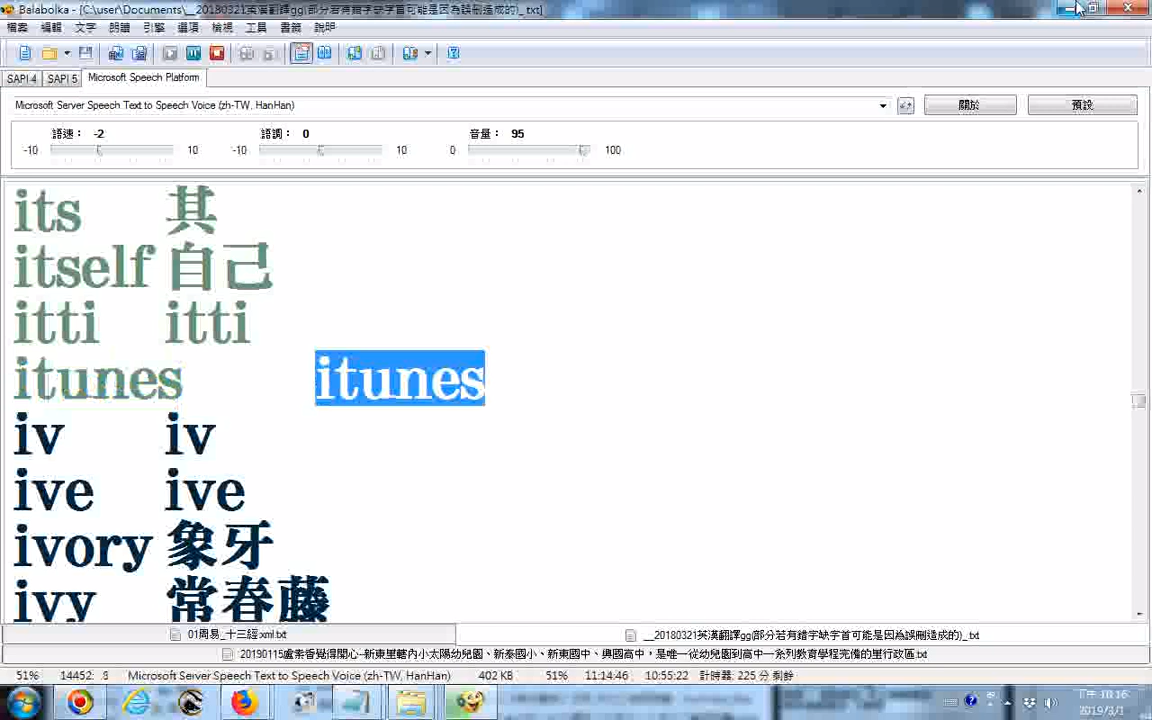 Balabolka - [C:\user\Documents\__20180321英漢翻譯gg(部分若有錯字缺字首可能是因為誤刪造成的)_.txt]
檔案 編輯 文字 朗讀 引擎 選項 檢視 工具 書籤 說明
SAPI 4 SAPI 5 Microsoft Speech Platform
Microsoft Server Speech Text to Speech Voice (zh-TW, HanHan) 關於 預設
語速： -2 語調： 0 音量： 95
-10 10 -10 10 0 100
its 其
itself 自己
itti itti
itunes itunes
iv iv
ive ive
ivory 象牙
ivy 常春藤
01周易_十三經.xml.txt __20180321英漢翻譯gg(部分若有錯字缺字首可能是因為誤刪造成的)_.txt
20190115盧素香覺得開心-新東里轄內小太陽幼兒園、新泰國小、新東國中、興國高中，是唯一從幼兒園到高中一系列教育學程完備的里行政區.txt
51% Microsoft Server Speech Text to Speech Voice (zh-TW, HanHan) 402 KB 51% 11:14:46 10:55:22 計時器： 225 分 剩餘
下午 10:16
2019/3/1